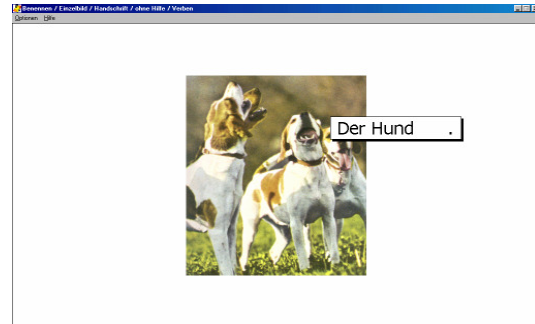 Benennen / Einzelbild / Handschrift / ohne Hilfe / Verben
Optionen Hilfe
Der Hund .